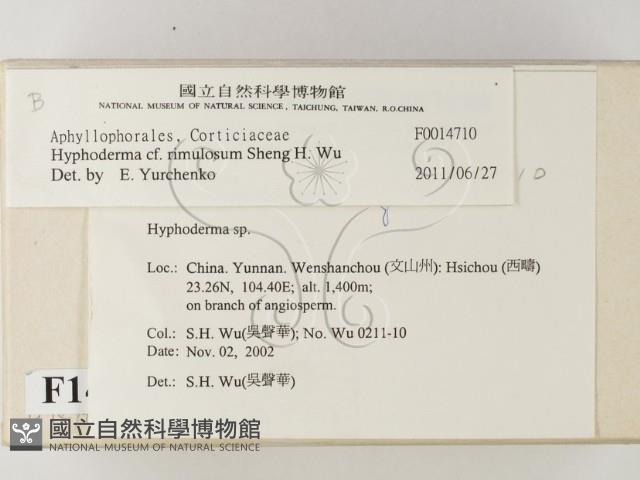 B
國立自然科學博物館
NATIONAL MUSEUM OF NATURAL SCIENCE, TAICHUNG, TAIWAN, R.O.CHINA
Aphyllophorales, Corticiaceae F0014710
Hyphoderma cf. rimulosum Sheng H. Wu
Det. by E. Yurchenko 2011/06/27
Hyphoderma sp.
Loc.: China. Yunnan. Wenshanchou (文山州): Hsichou (西疇)
23.26N, 104.40E; alt. 1,400m;
on branch of angiosperm.
Col.: S.H. Wu(吳聲華); No. Wu 0211-10
Date: Nov. 02, 2002
Det.: S.H. Wu(吳聲華)
F14
國立自然科學博物館
NATIONAL MUSEUM OF NATURAL SCIENCE